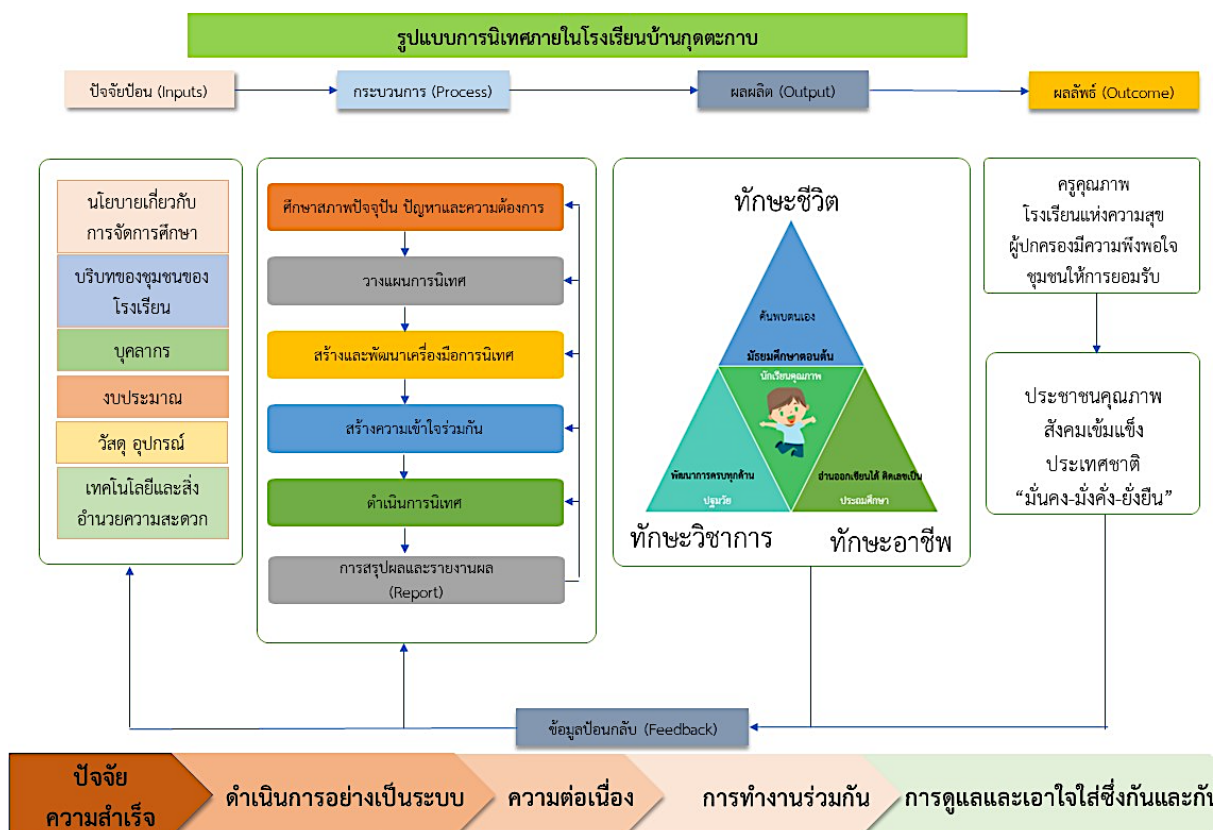 รูปแบบการนิเทศภายในโรงเรียนบ้านกุดตะกาบ
ปัจจัยป้อน (Inputs)
กระบวนการ (Process)
ผลผลิต (Output)
ผลลัพธ์ (Outcome)
นโยบายเกี่ยวกับ
การจัดการศึกษา
บริบทของชุมชนของ
โรงเรียน
บุคลากร
งบประมาณ
วัสดุ อุปกรณ์
เทคโนโลยีและสิ่ง
อำนวยความสะดวก
ศึกษาสภาพปัจจุปัน ปัญหาและความต้องการ
วางแผนการนิเทศ
สร้างและพัฒนาเครื่องมือการนิเทศ
สร้างความเข้าใจร่วมกัน
ดำเนินการนิเทศ
การสรุปผลและรายงานผล
(Report)
ทักษะชีวิต
ค้นพบตนเอง
มัธยมศึกษาตอนต้น
นักเรียนคุณภาพ
พัฒนาการครบทุกด้าน
ปฐมวัย
อ่านออกเขียนได้ คิดเลขเป็น
ประถมศึกษา
ทักษะวิชาการ
ทักษะอาชีพ
ครูคุณภาพ
โรงเรียนแห่งความสุข
ผู้ปกครองมีความพึงพอใจ
ชุมชนให้การยอมรับ
ประชาชนคุณภาพ
สังคมเข้มแข็ง
ประเทศชาติ
“มั่นคง-มั่งคั่ง-ยั่งยืน”
ข้อมูลป้อนกลับ (Feedback)
ปัจจัย
ความสำเร็จ
ดำเนินการอย่างเป็นระบบ
ความต่อเนื่อง
การทำงานร่วมกัน
การดูแลและเอาใจใส่ซึ่งกันและกัน